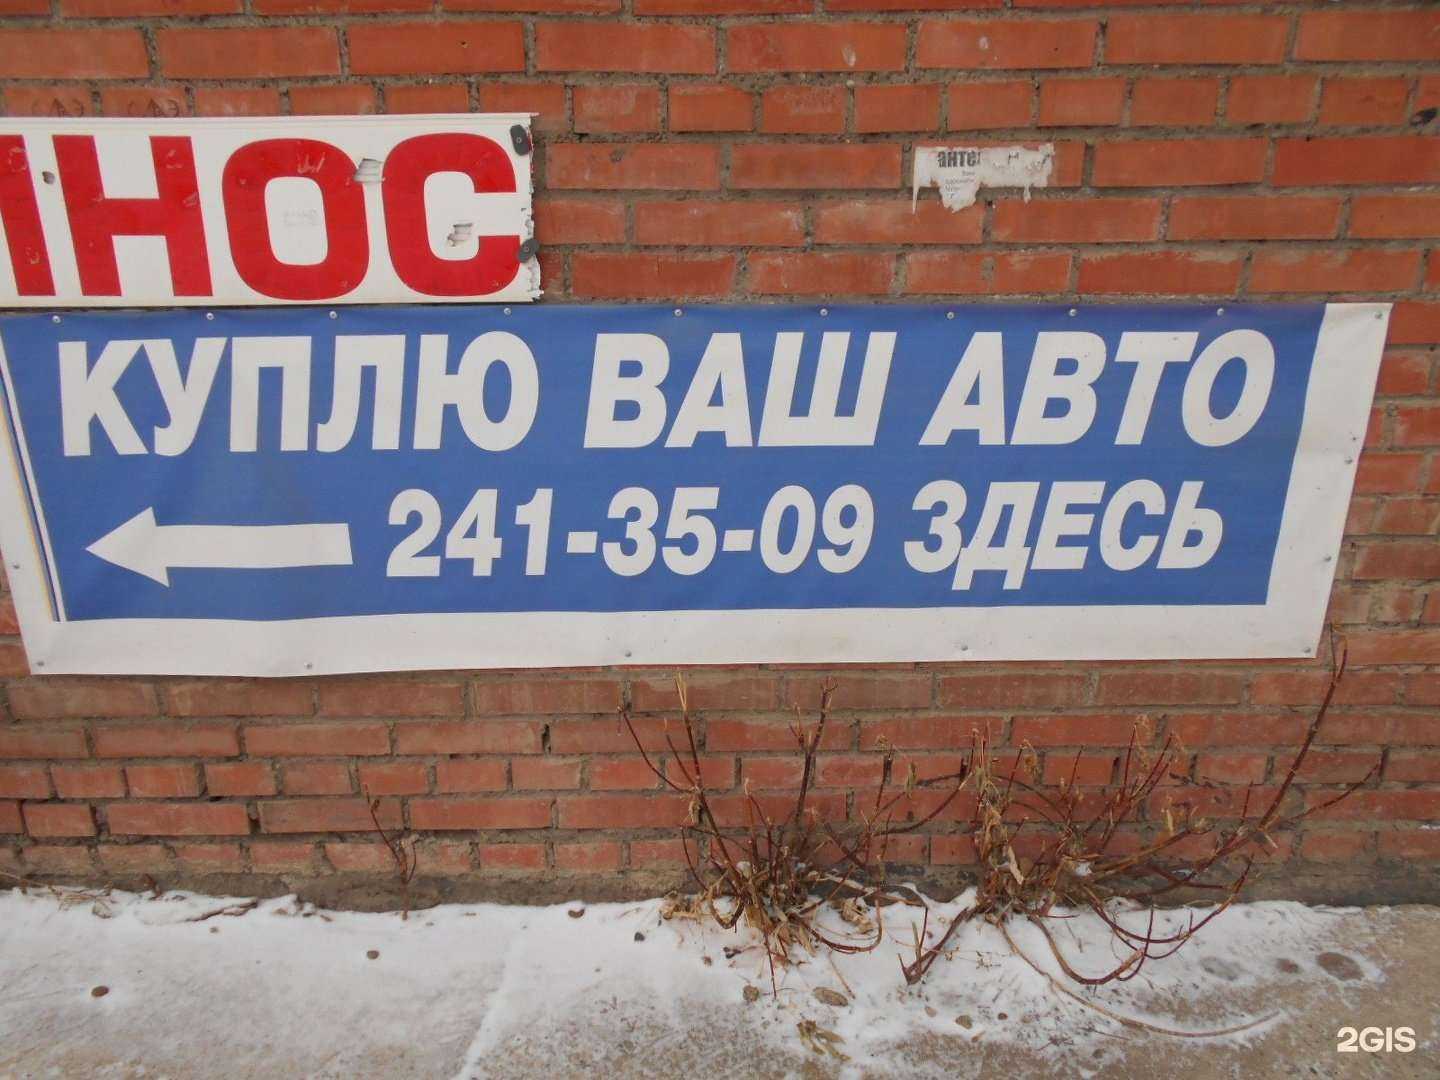 НОС
КУПЛЮ ВАШ АВТО
241-35-09 ЗДЕСЬ
2GIS